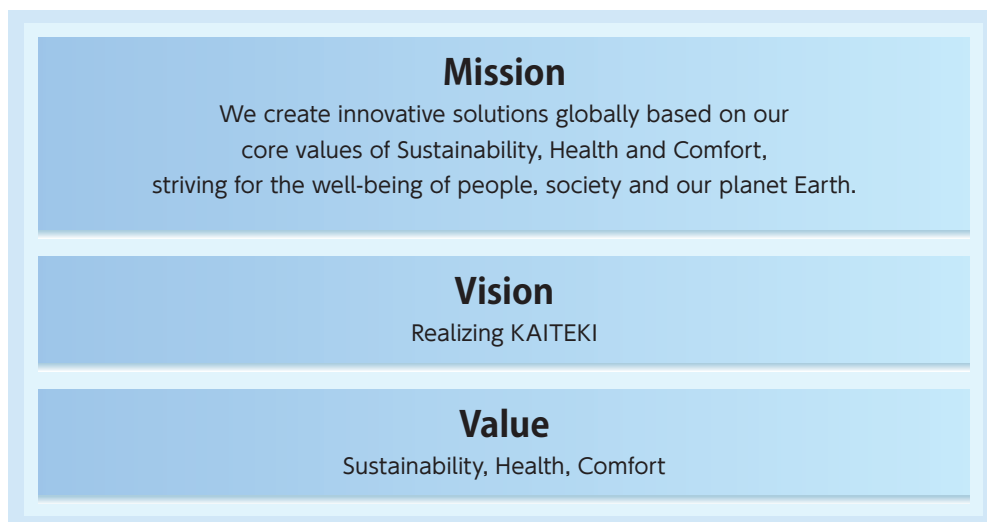 Mission
We create innovative solutions globally based on our
core values of Sustainability, Health and Comfort,
striving for the well-being of people, society and our planet Earth.
Vision
Realizing KAITEKI
Value
Sustainability, Health, Comfort